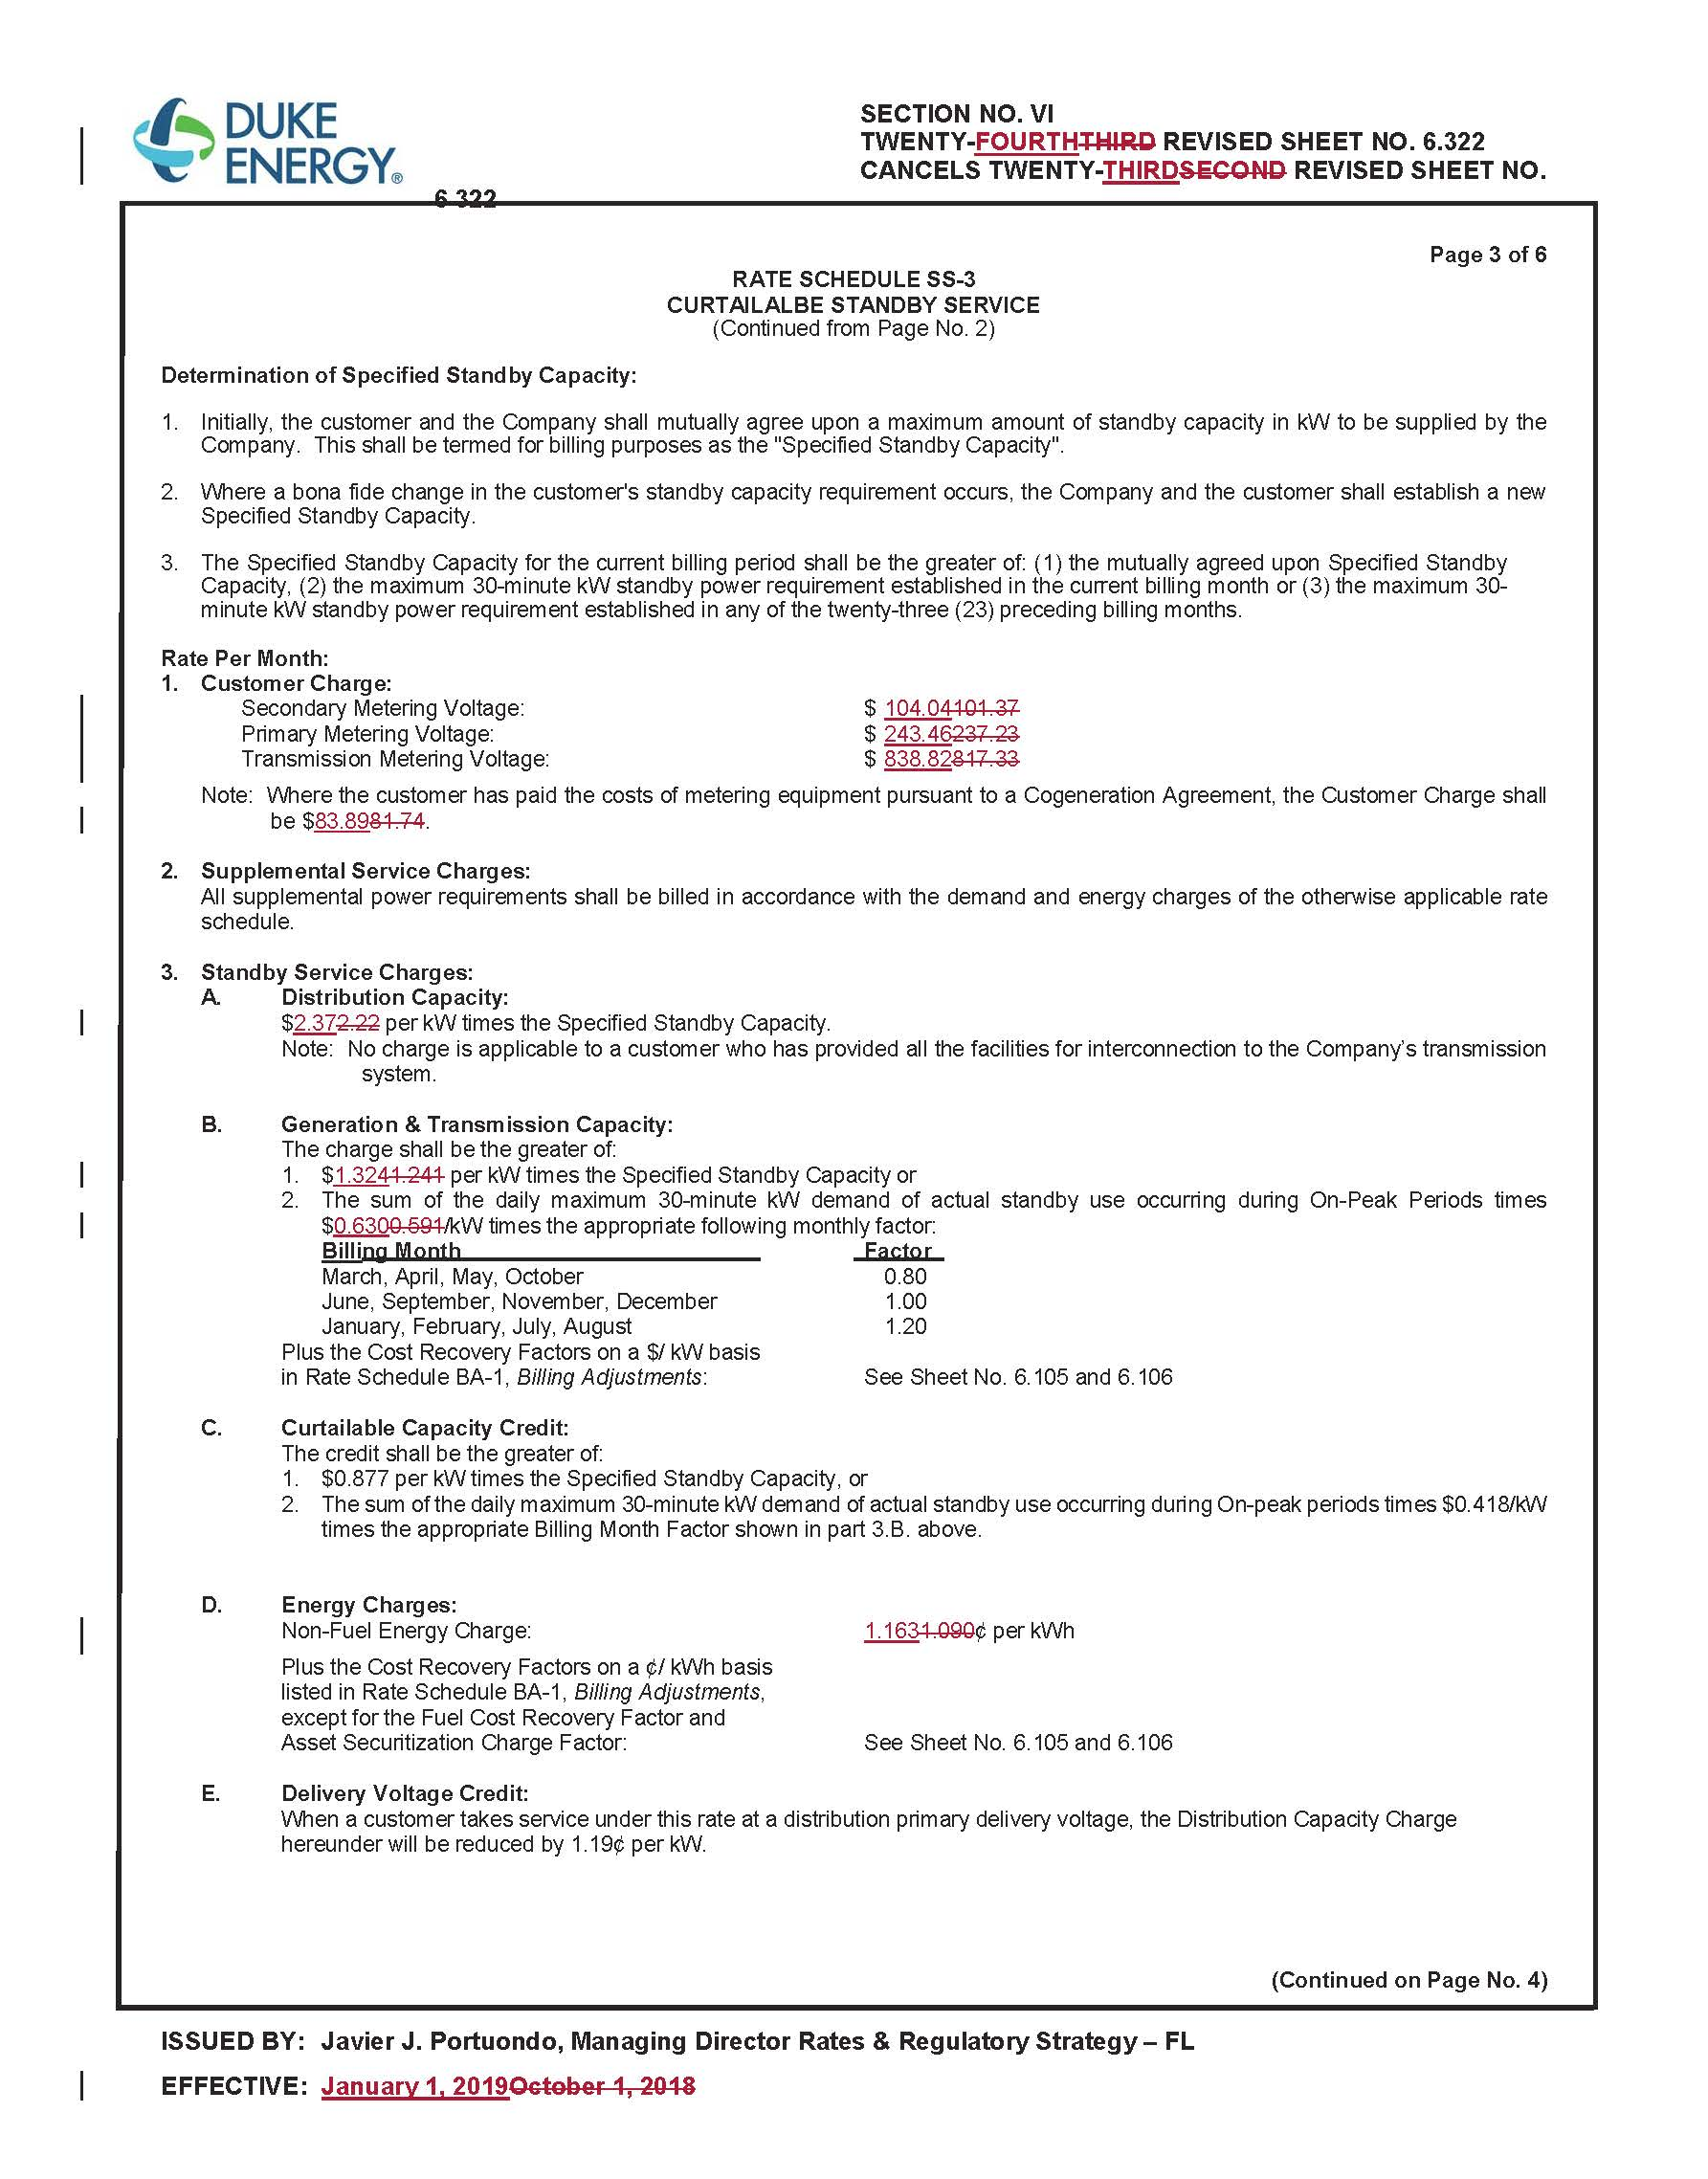 DUKE
ENERGY®
SECTION NO. VI
TWENTY-FOURTHTHIRD REVISED SHEET NO. 6.322
CANCELS TWENTY-THIRDSECOND REVISED SHEET NO.
6.322
Page 3 of 6
RATE SCHEDULE SS-3
CURTAILALBE STANDBY SERVICE
(Continued from Page No. 2)
Determination of Specified Standby Capacity:
1. Initially, the customer and the Company shall mutually agree upon a maximum amount of standby capacity in kW to be supplied by the
Company. This shall be termed for billing purposes as the "Specified Standby Capacity".
2. Where a bona fide change in the customer's standby capacity requirement occurs, the Company and the customer shall establish a new
Specified Standby Capacity.
3. The Specified Standby Capacity for the current billing period shall be the greater of: (1) the mutually agreed upon Specified Standby
Capacity, (2) the maximum 30-minute kW standby power requirement established in the current billing month or (3) the maximum 30-
minute kW standby power requirement established in any of the twenty-three (23) preceding billing months.
Rate Per Month:
1. Customer Charge:
Secondary Metering Voltage: $ 104.04101.37
Primary Metering Voltage: $ 243.46237.23
Transmission Metering Voltage: $ 838.82817.33
Note: Where the customer has paid the costs of metering equipment pursuant to a Cogeneration Agreement, the Customer Charge shall
be $83.8981.74.
2. Supplemental Service Charges:
All supplemental power requirements shall be billed in accordance with the demand and energy charges of the otherwise applicable rate
schedule.
3. Standby Service Charges:
A. Distribution Capacity:
$2.372.22 per kW times the Specified Standby Capacity.
Note: No charge is applicable to a customer who has provided all the facilities for interconnection to the Company's transmission
system.
B. Generation & Transmission Capacity:
The charge shall be the greater of:
1. $1.3241.241 per kW times the Specified Standby Capacity or
2. The sum of the daily maximum 30-minute kW demand of actual standby use occurring during On-Peak Periods times
$0.6300.591/kW times the appropriate following monthly factor:
Billing Month Factor
March, April, May, October 0.80
June, September, November, December 1.00
January, February, July, August 1.20
Plus the Cost Recovery Factors on a $/ kW basis
in Rate Schedule BA-1, Billing Adjustments: See Sheet No. 6.105 and 6.106
C. Curtailable Capacity Credit:
The credit shall be the greater of:
1. $0.877 per kW times the Specified Standby Capacity, or
2. The sum of the daily maximum 30-minute kW demand of actual standby use occurring during On-peak periods times $0.418/kW
times the appropriate Billing Month Factor shown in part 3.B. above.
D. Energy Charges:
Non-Fuel Energy Charge: 1.1631.090¢ per kWh
Plus the Cost Recovery Factors on a ¢/ kWh basis
listed in Rate Schedule BA-1, Billing Adjustments,
except for the Fuel Cost Recovery Factor and
Asset Securitization Charge Factor: See Sheet No. 6.105 and 6.106
E. Delivery Voltage Credit:
When a customer takes service under this rate at a distribution primary delivery voltage, the Distribution Capacity Charge
hereunder will be reduced by 1.19¢ per kW.
(Continued on Page No. 4)
ISSUED BY: Javier J. Portuondo, Managing Director Rates & Regulatory Strategy – FL
EFFECTIVE: January 1, 2019October 1, 2018